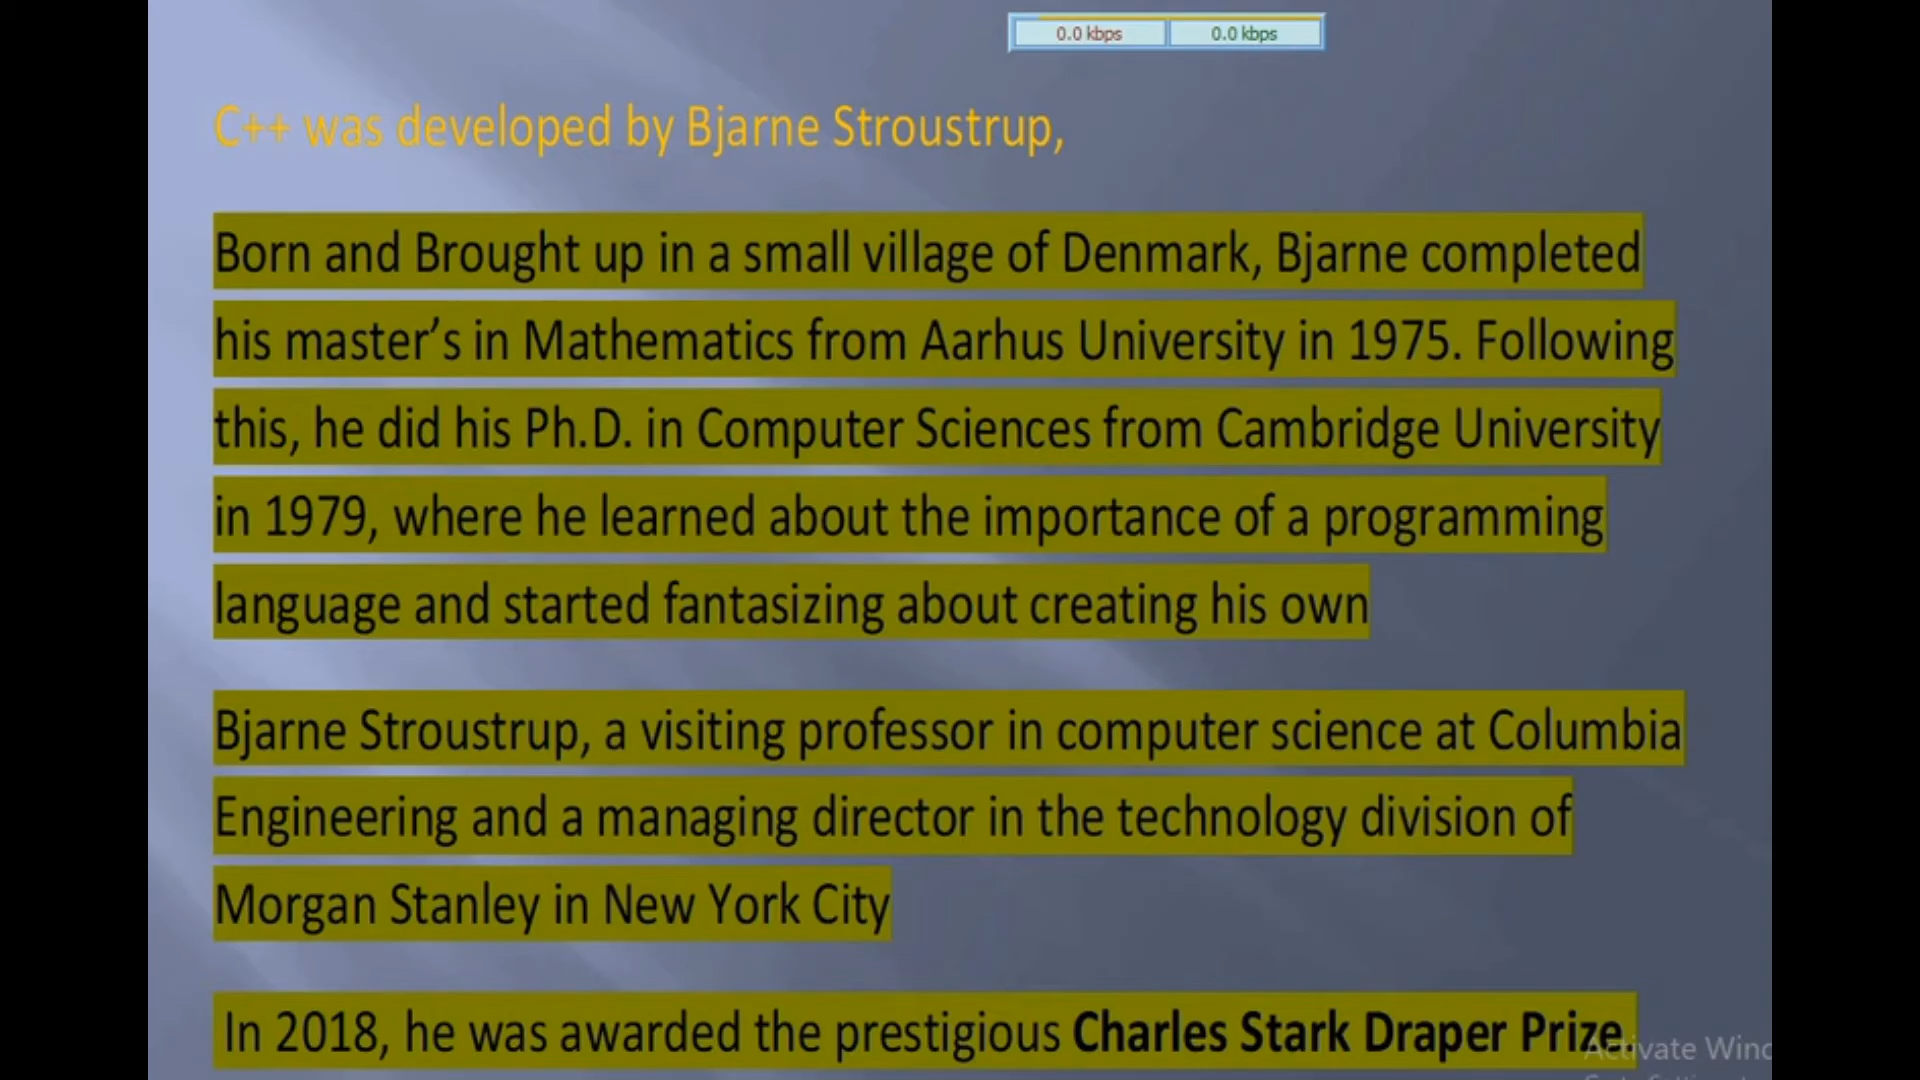 0.0 kbps 0.0 kbps
C++ was developed by Bjarne Stroustrup,
Born and Brought up in a small village of Denmark, Bjarne completed
his master’s in Mathematics from Aarhus University in 1975. Following
this, he did his Ph.D. in Computer Sciences from Cambridge University
in 1979, where he learned about the importance of a programming
language and started fantasizing about creating his own
Bjarne Stroustrup, a visiting professor in computer science at Columbia
Engineering and a managing director in the technology division of
Morgan Stanley in New York City
In 2018, he was awarded the prestigious Charles Stark Draper Prize
Activate Wind